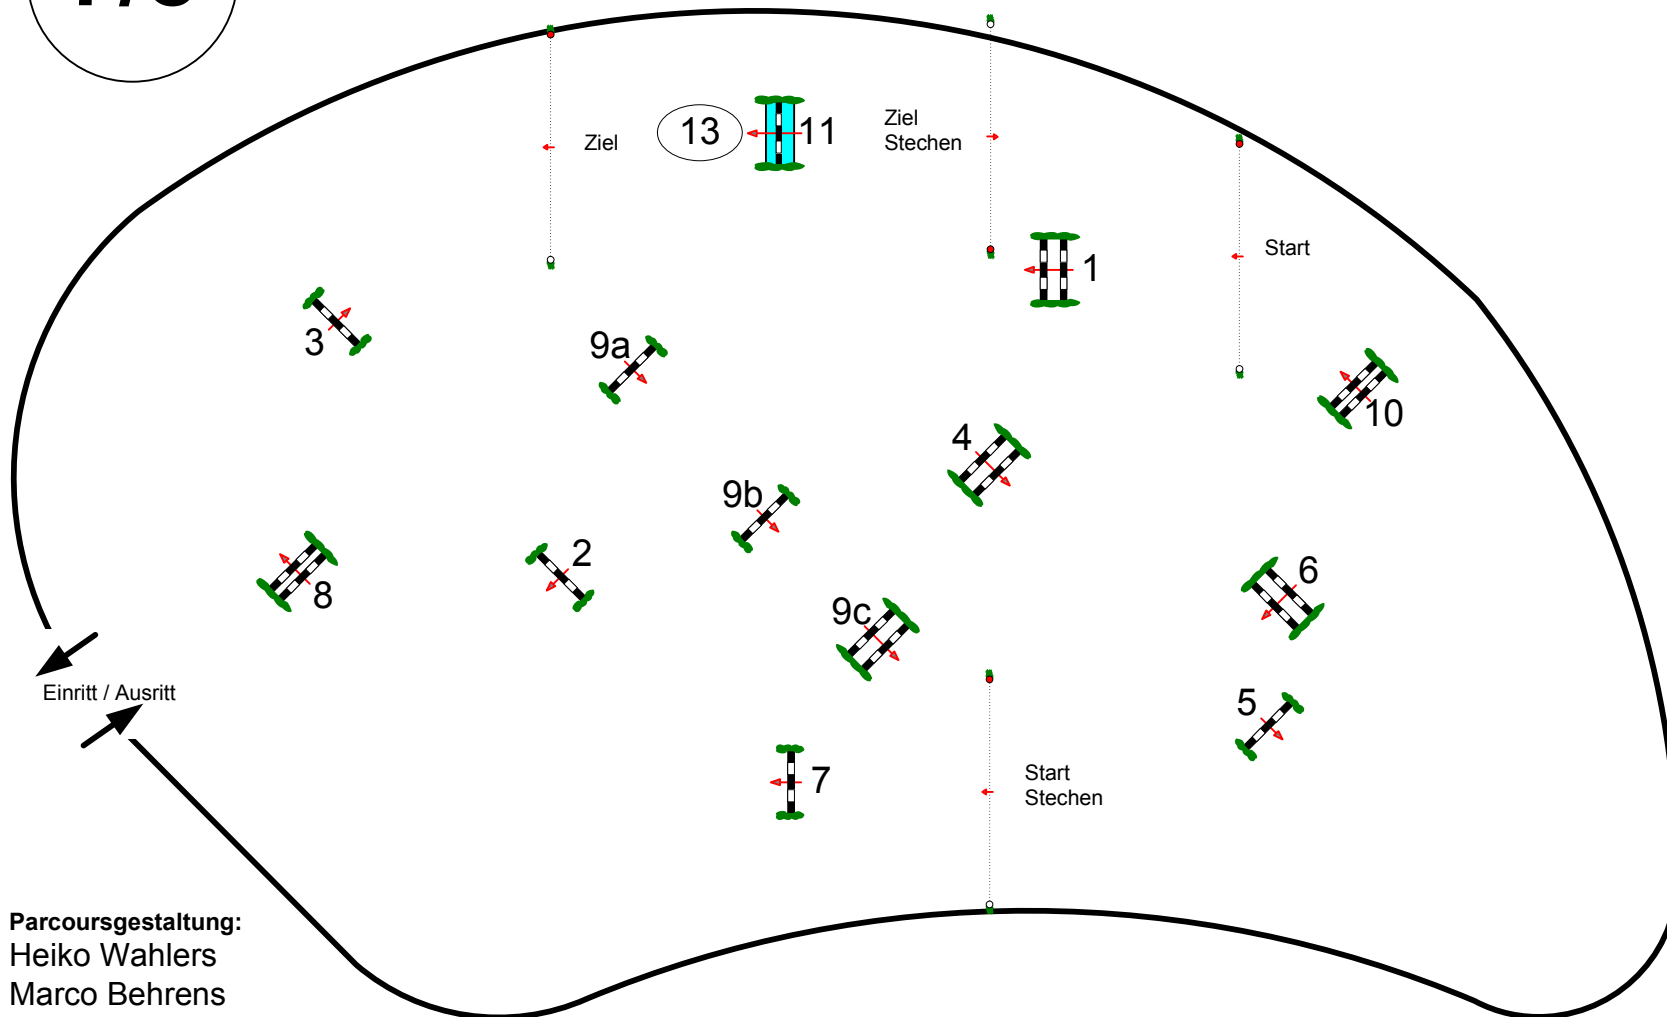 Ziel
13
11
Ziel
Stechen
Start
1
3
9a
10
4
9b
2
8
6
9c
Einritt / Ausritt
5
7
Start
Stechen
Parcoursgestaltung:
Heiko Wahlers
Marco Behrens